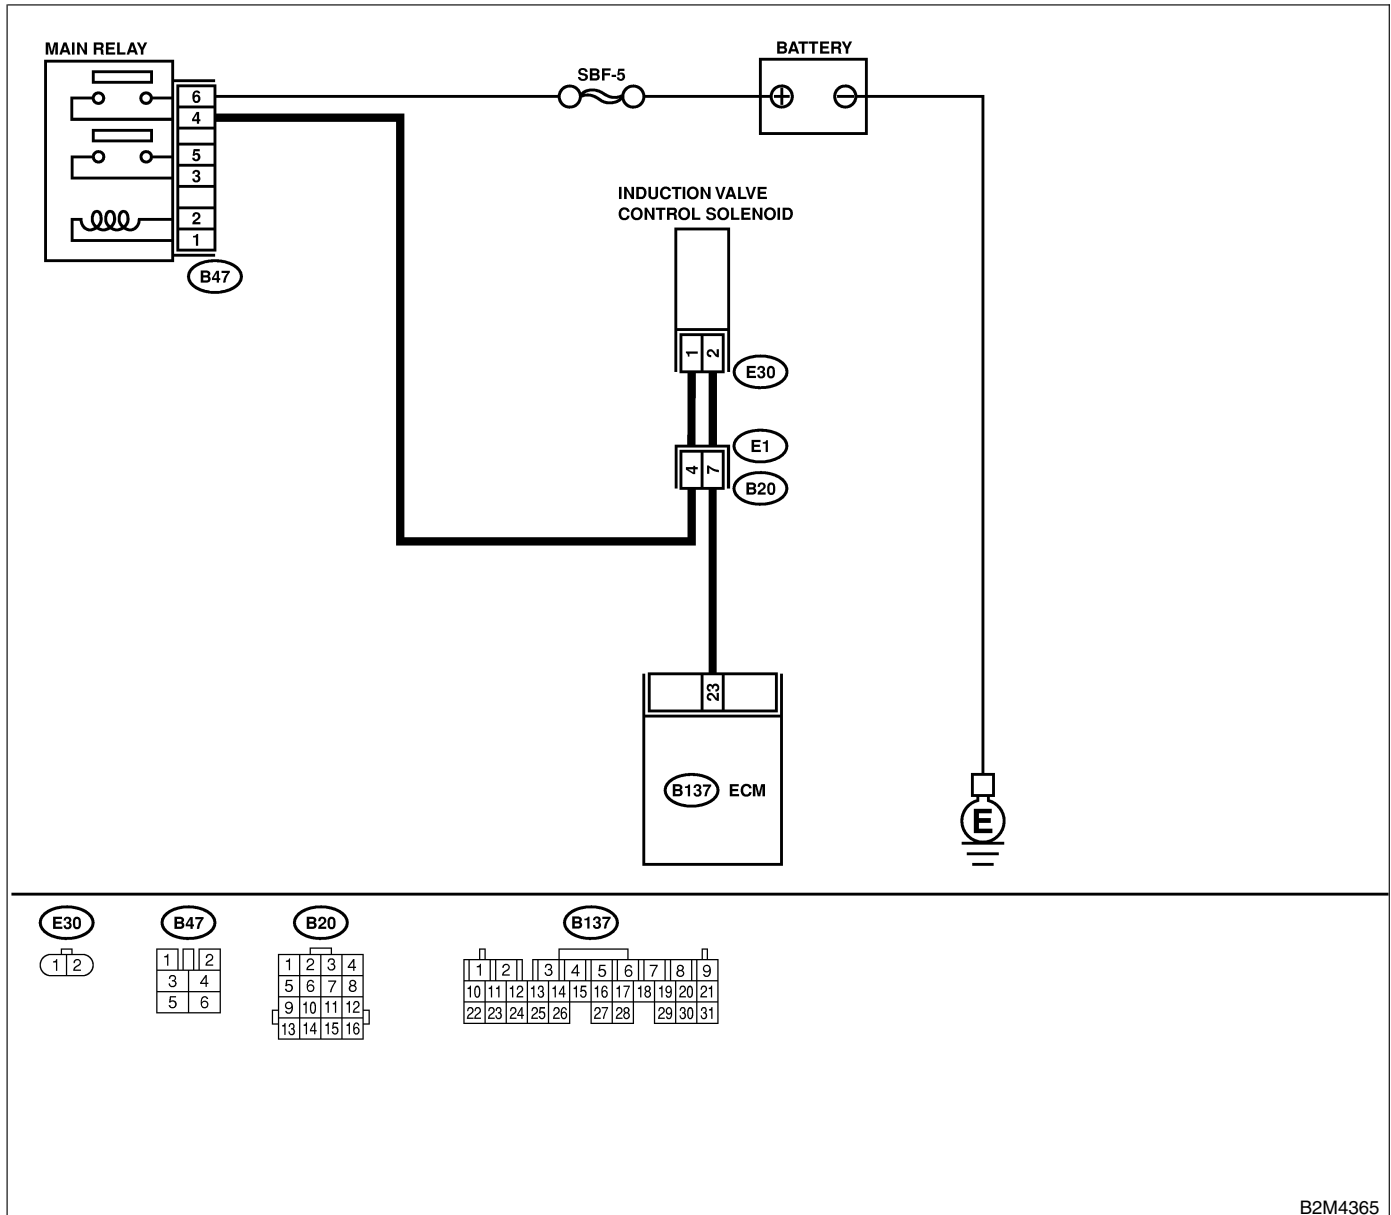 MAIN RELAY
BATTERY
SBF-5
6
4
5
3
2
1
B47
INDUCTION VALVE
CONTROL SOLENOID
1 2
E30
E1
4 7
B20
23
B137 ECM
E
E30 B47 B20 B137
1 2
1 2
3 4
5 6
1 2 3 4
5 6 7 8
9 10 11 12
13 14 15 16
1 2 3 4 5 6 7 8 9
10 11 12 13 14 15 16 17 18 19 20 21
22 23 24 25 26 27 28 29 30 31
B2M4365